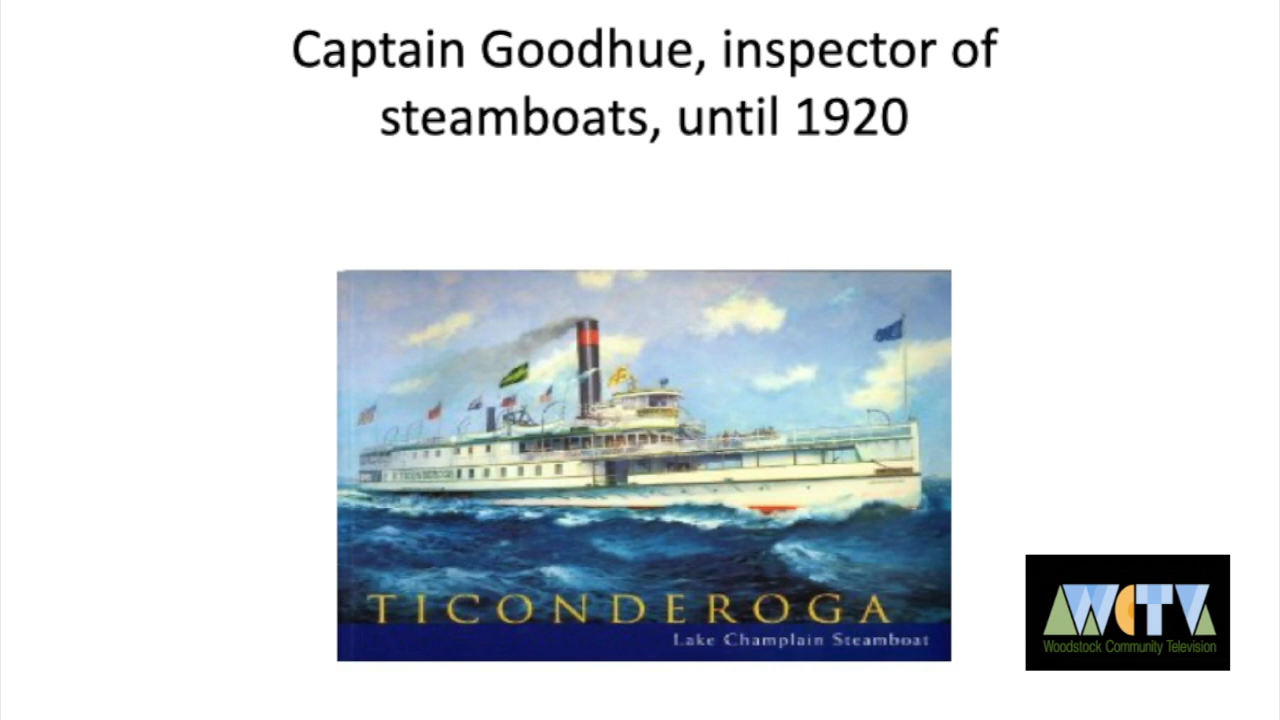 Captain Goodhue, inspector of
steamboats, until 1920
TICONDEROGA
Lake Champlain Steamboat
WCTV
Woodstock Community Television